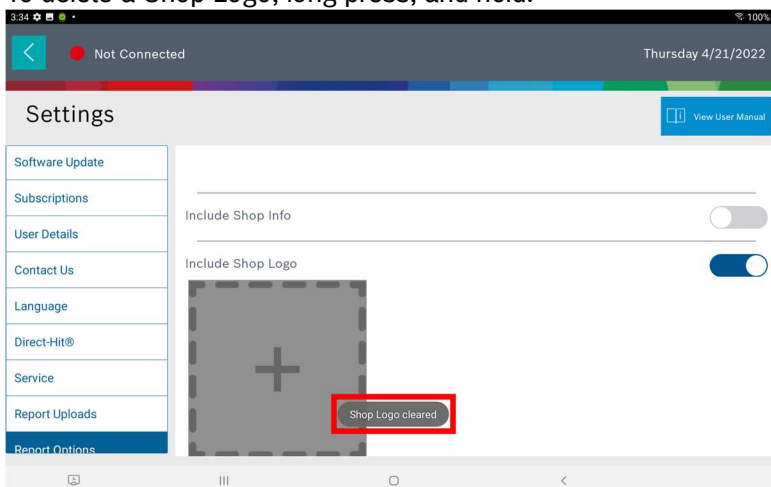 To delete a Shop Logo, long press, and hold.
3:34
100%
Not Connected
Thursday 4/21/2022
Settings
View User Manual
Software Update
Subscriptions
User Details
Contact Us
Language
Direct-Hit®
Service
Report Uploads
Report Options
Include Shop Info
Include Shop Logo
Shop Logo cleared